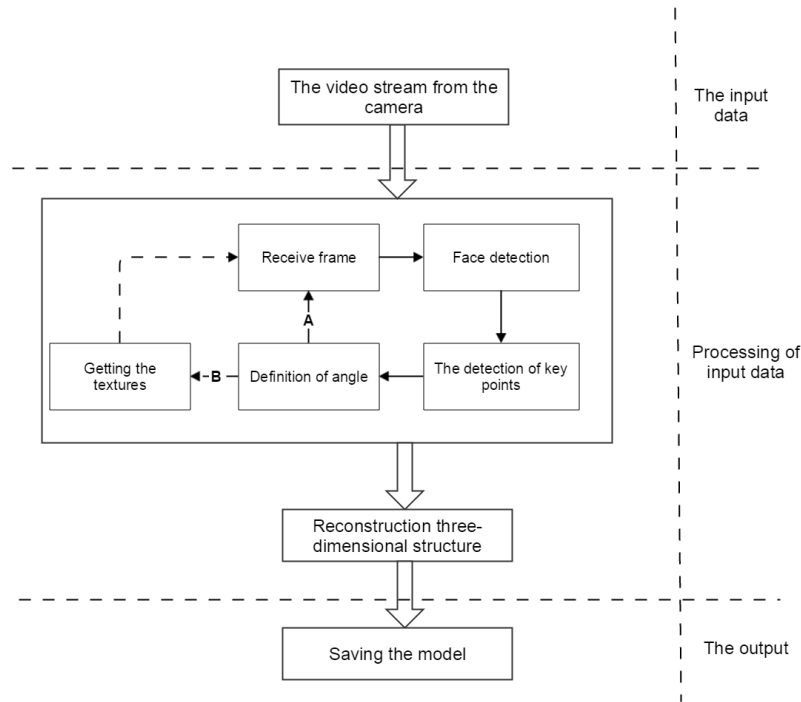 The video stream from the
camera
The input
data
Receive frame
Face detection
A
Getting the
textures
B
Definition of angle
The detection of key
points
Processing of
input data
Reconstruction three-
dimensional structure
Saving the model
The output